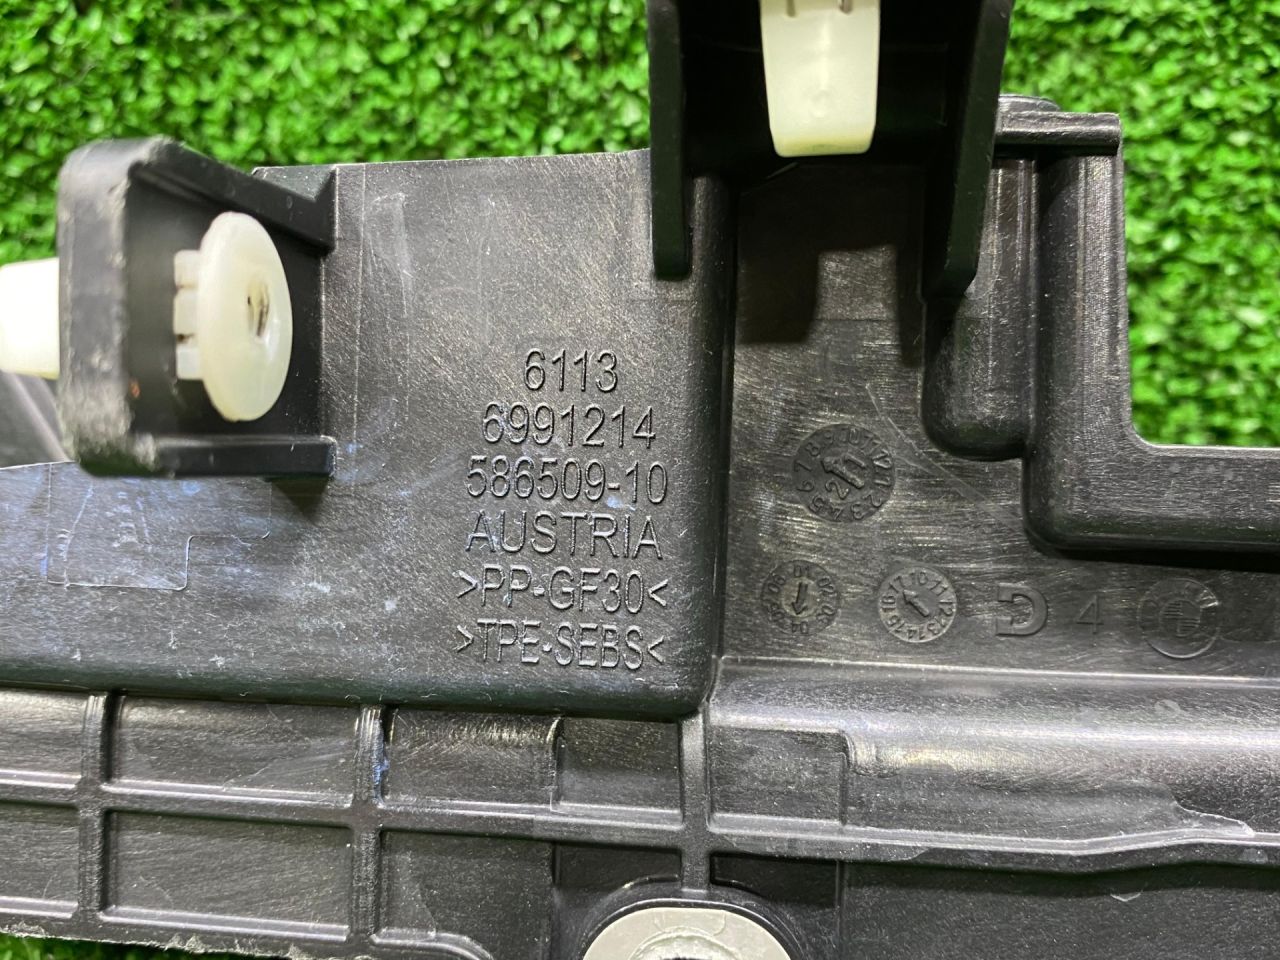 6113
6991214
586509-10
AUSTRIA
>PP-GF30<
>TPE-SEBS<
D 4